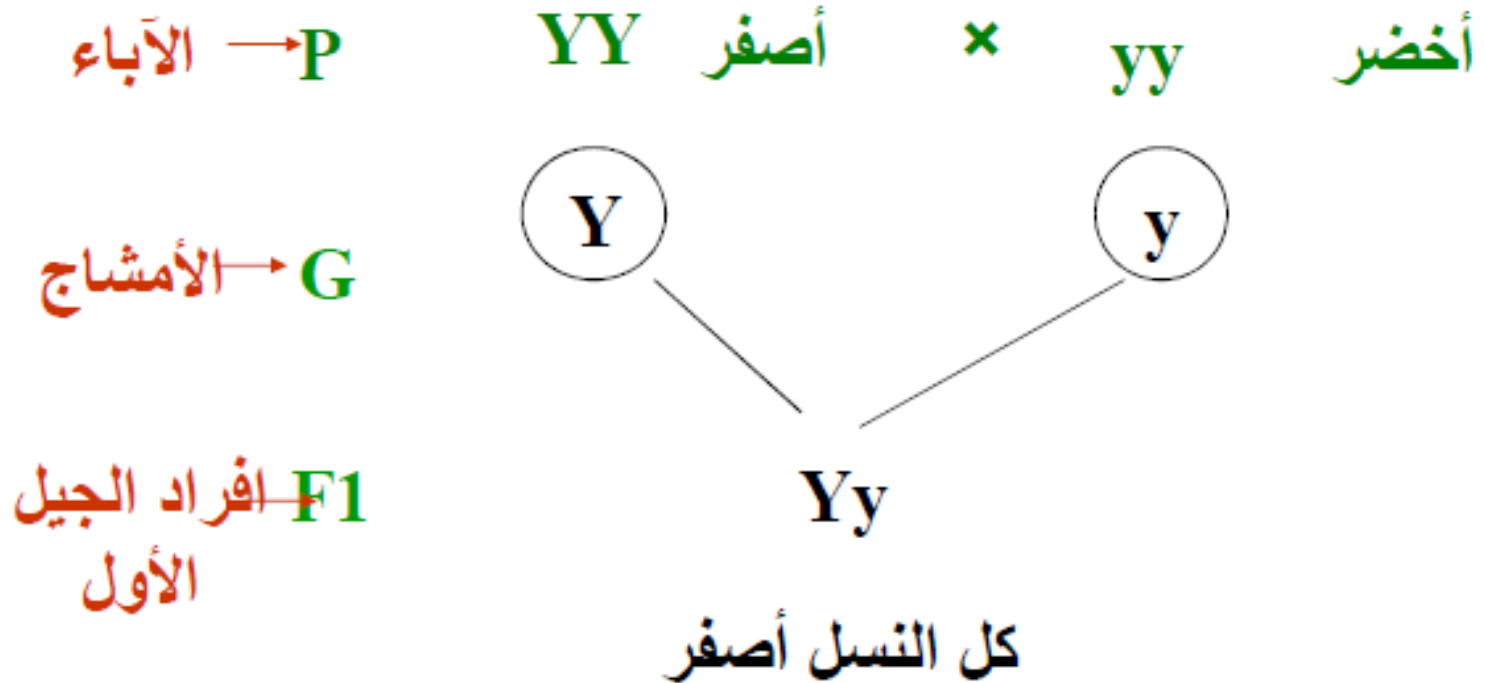 الآباء P YY أصفر × yy أخضر
Y y
الأمشاج G
افراد الجيل F1 Yy
الأول
كل النسل أصفر